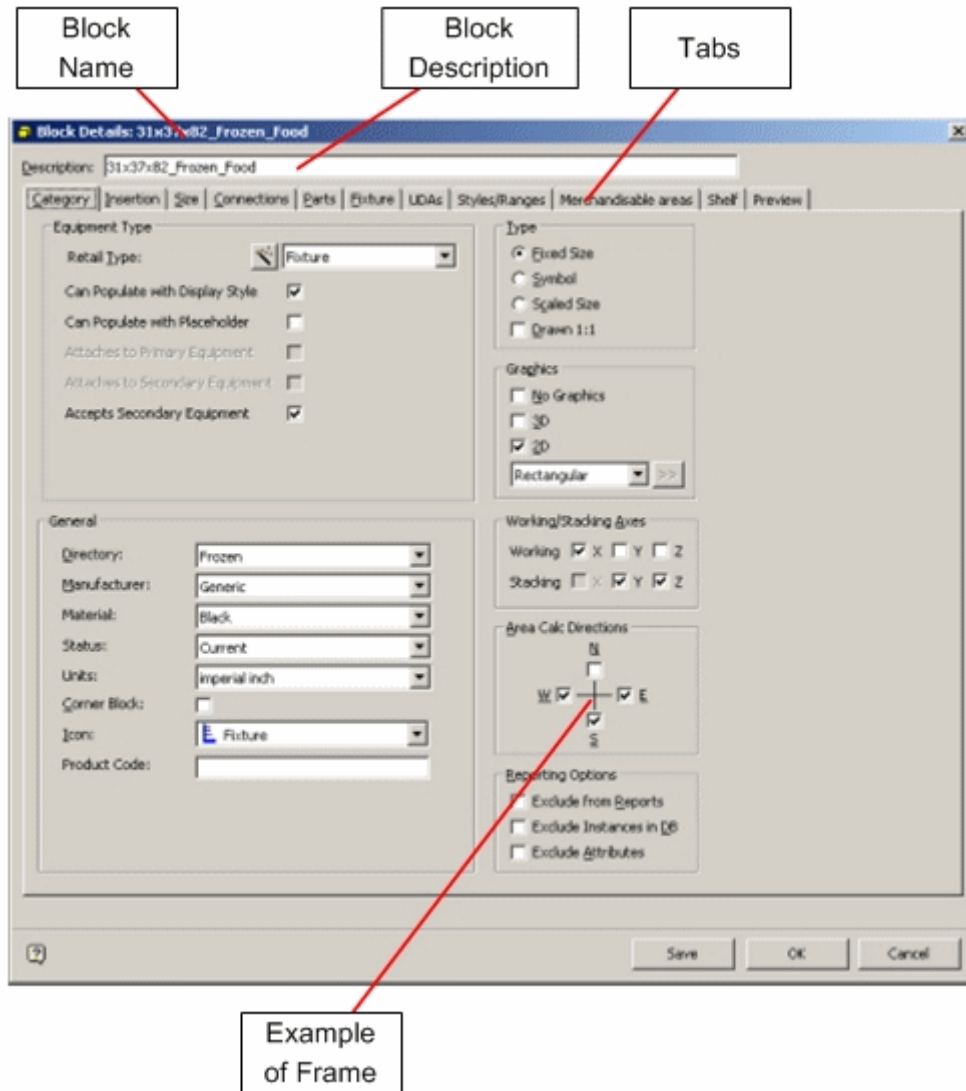 Block
Name
Block
Description
Tabs
Block Details: 31x37x82_Frozen_Food
Description: 31x37x82_Frozen_Food
Category Insertion Size Connections Parts Fixture UDAs Styles/Ranges Merchandisable areas Shelf Preview
Equipment Type
Retail Type: Fixture
Can Populate with Display Style
Can Populate with Placeholder
Attaches to Primary Equipment
Attaches to Secondary Equipment
Accepts Secondary Equipment
Type
Fixed Size
Symbol
Scaled Size
Drawn 1:1
Graphics
No Graphics
3D
2D
Rectangular >>
General
Directory: Frozen
Manufacturer: Generic
Material: Black
Status: Current
Units: imperial inch
Corner Block:
Icon: Fixture
Product Code:
Working/Stacking Axes
Working X Y Z
Stacking X Y Z
Area Calc Directions
N
W E
S
Reporting Options
Exclude from Reports
Exclude Instances in DB
Exclude Attributes
Save OK Cancel
Example
of Frame